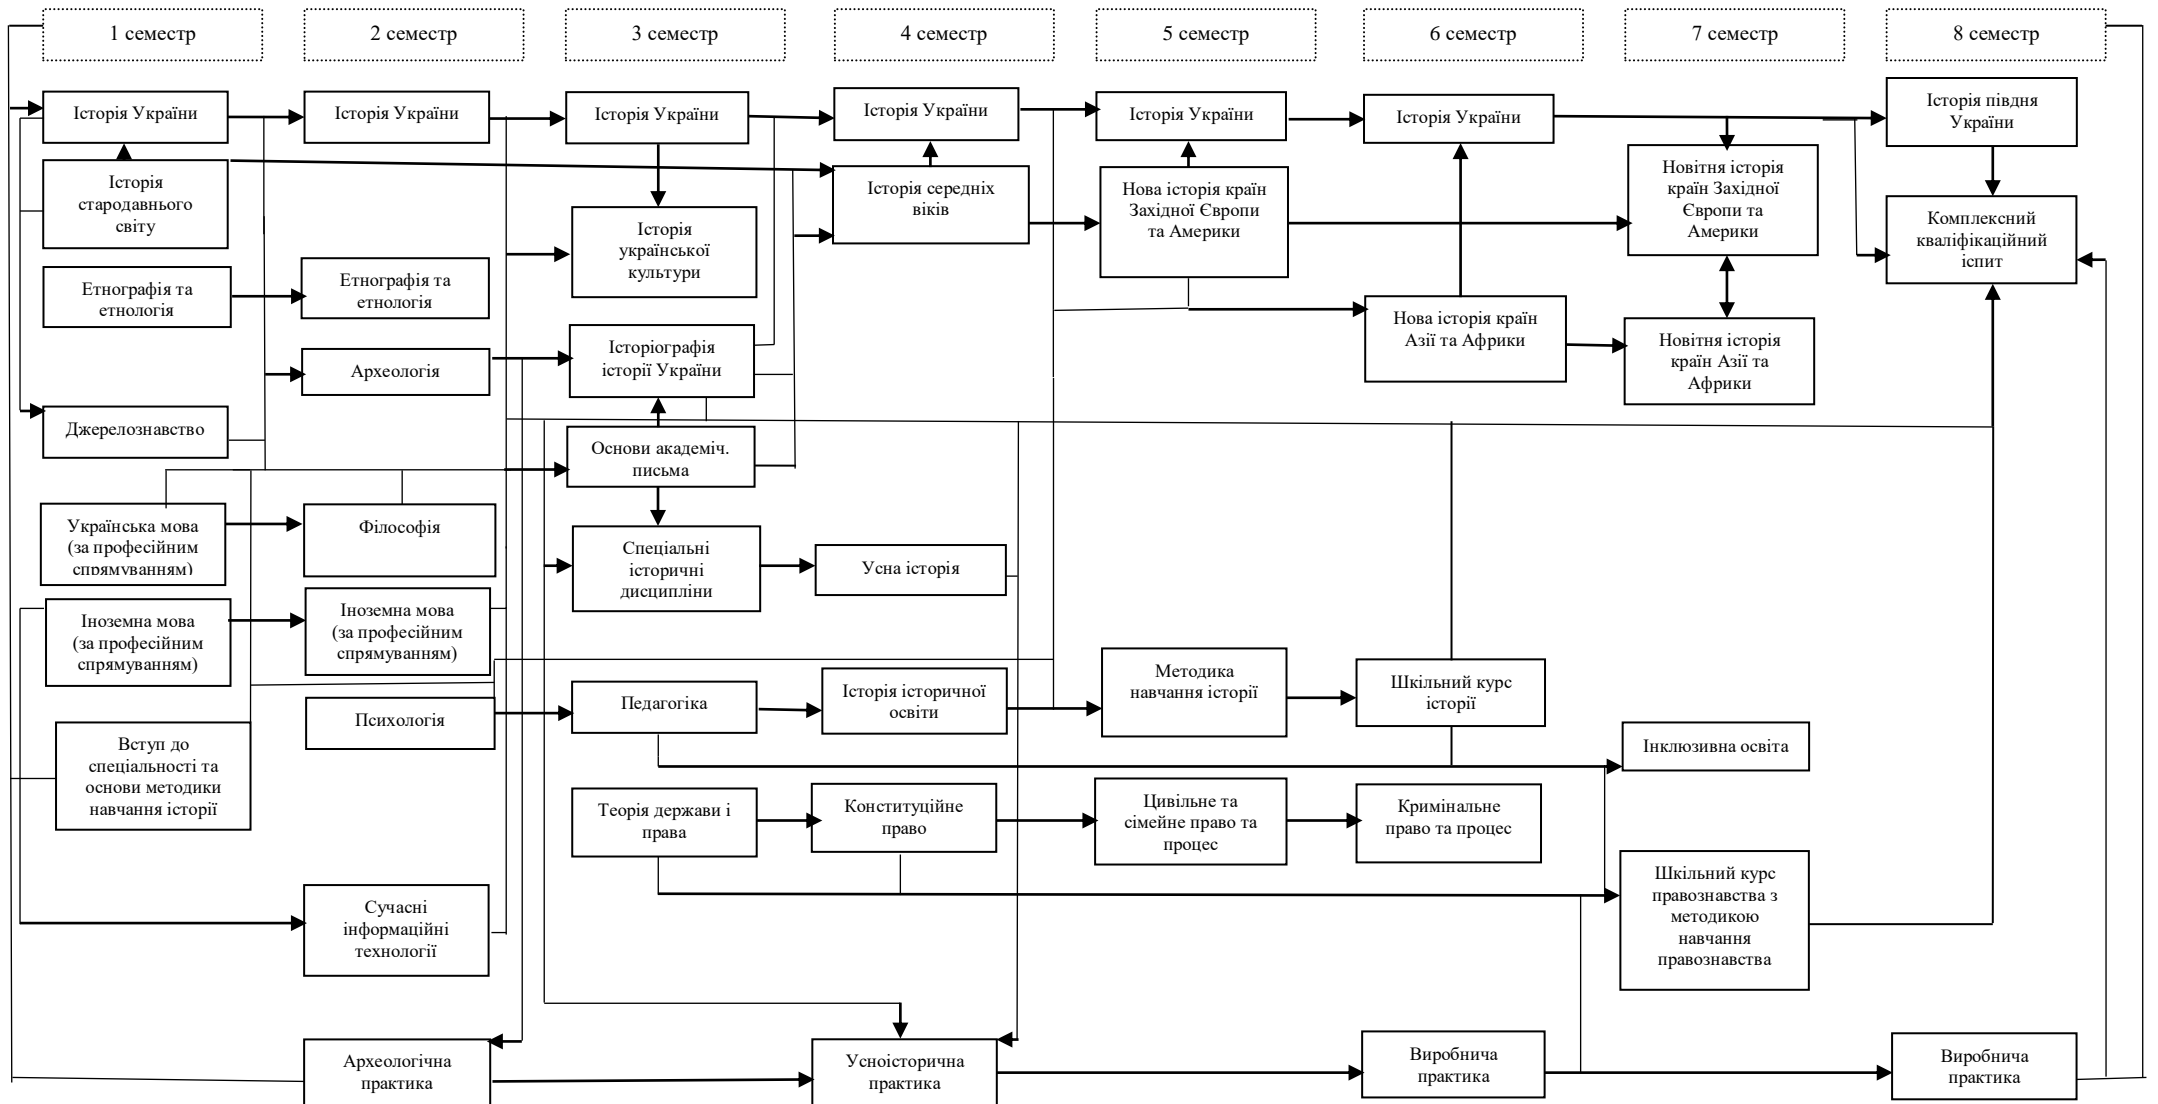 1 семестр
2 семестр
3 семестр
4 семестр
5 семестр
6 семестр
7 семестр
8 семестр
Історія України
Історія
стародавнього
світу
Етнографія та
етнологія
Джерелознавство
Українська мова
(за професійним
спрямуванням)
Іноземна мова
(за професійним
спрямуванням)
Вступ до
спеціальності та
основи методики
навчання історії
Історія України
Етнографія та
етнологія
Археологія
Філософія
Іноземна мова
(за професійним
спрямуванням)
Психологія
Сучасні
інформаційні
технології
Археологічна
практика
Історія України
Історія
української
культури
Історіографія
історії України
Основи академіч.
письма
Спеціальні
історичні
дисципліни
Педагогіка
Теорія держави і
права
Історія України
Історія середніх
віків
Усна історія
Історія історичної
освіти
Конституційне
право
Усноісторична
практика
Історія України
Нова історія країн
Західної Європи
та Америки
Методика
навчання історії
Цивільне та
сімейне право та
процес
Історія України
Нова історія країн
Азії та Африки
Шкільний курс
історії
Кримінальне
право та процес
Виробнича
практика
Новітня історія
країн Західної
Європи та
Америки
Новітня історія
країн Азії та
Африки
Інклюзивна освіта
Шкільний курс
правознавства з
методикою
навчання
правознавства
Історія півдня
України
Комплексний
кваліфікаційний
іспит
Виробнича
практика